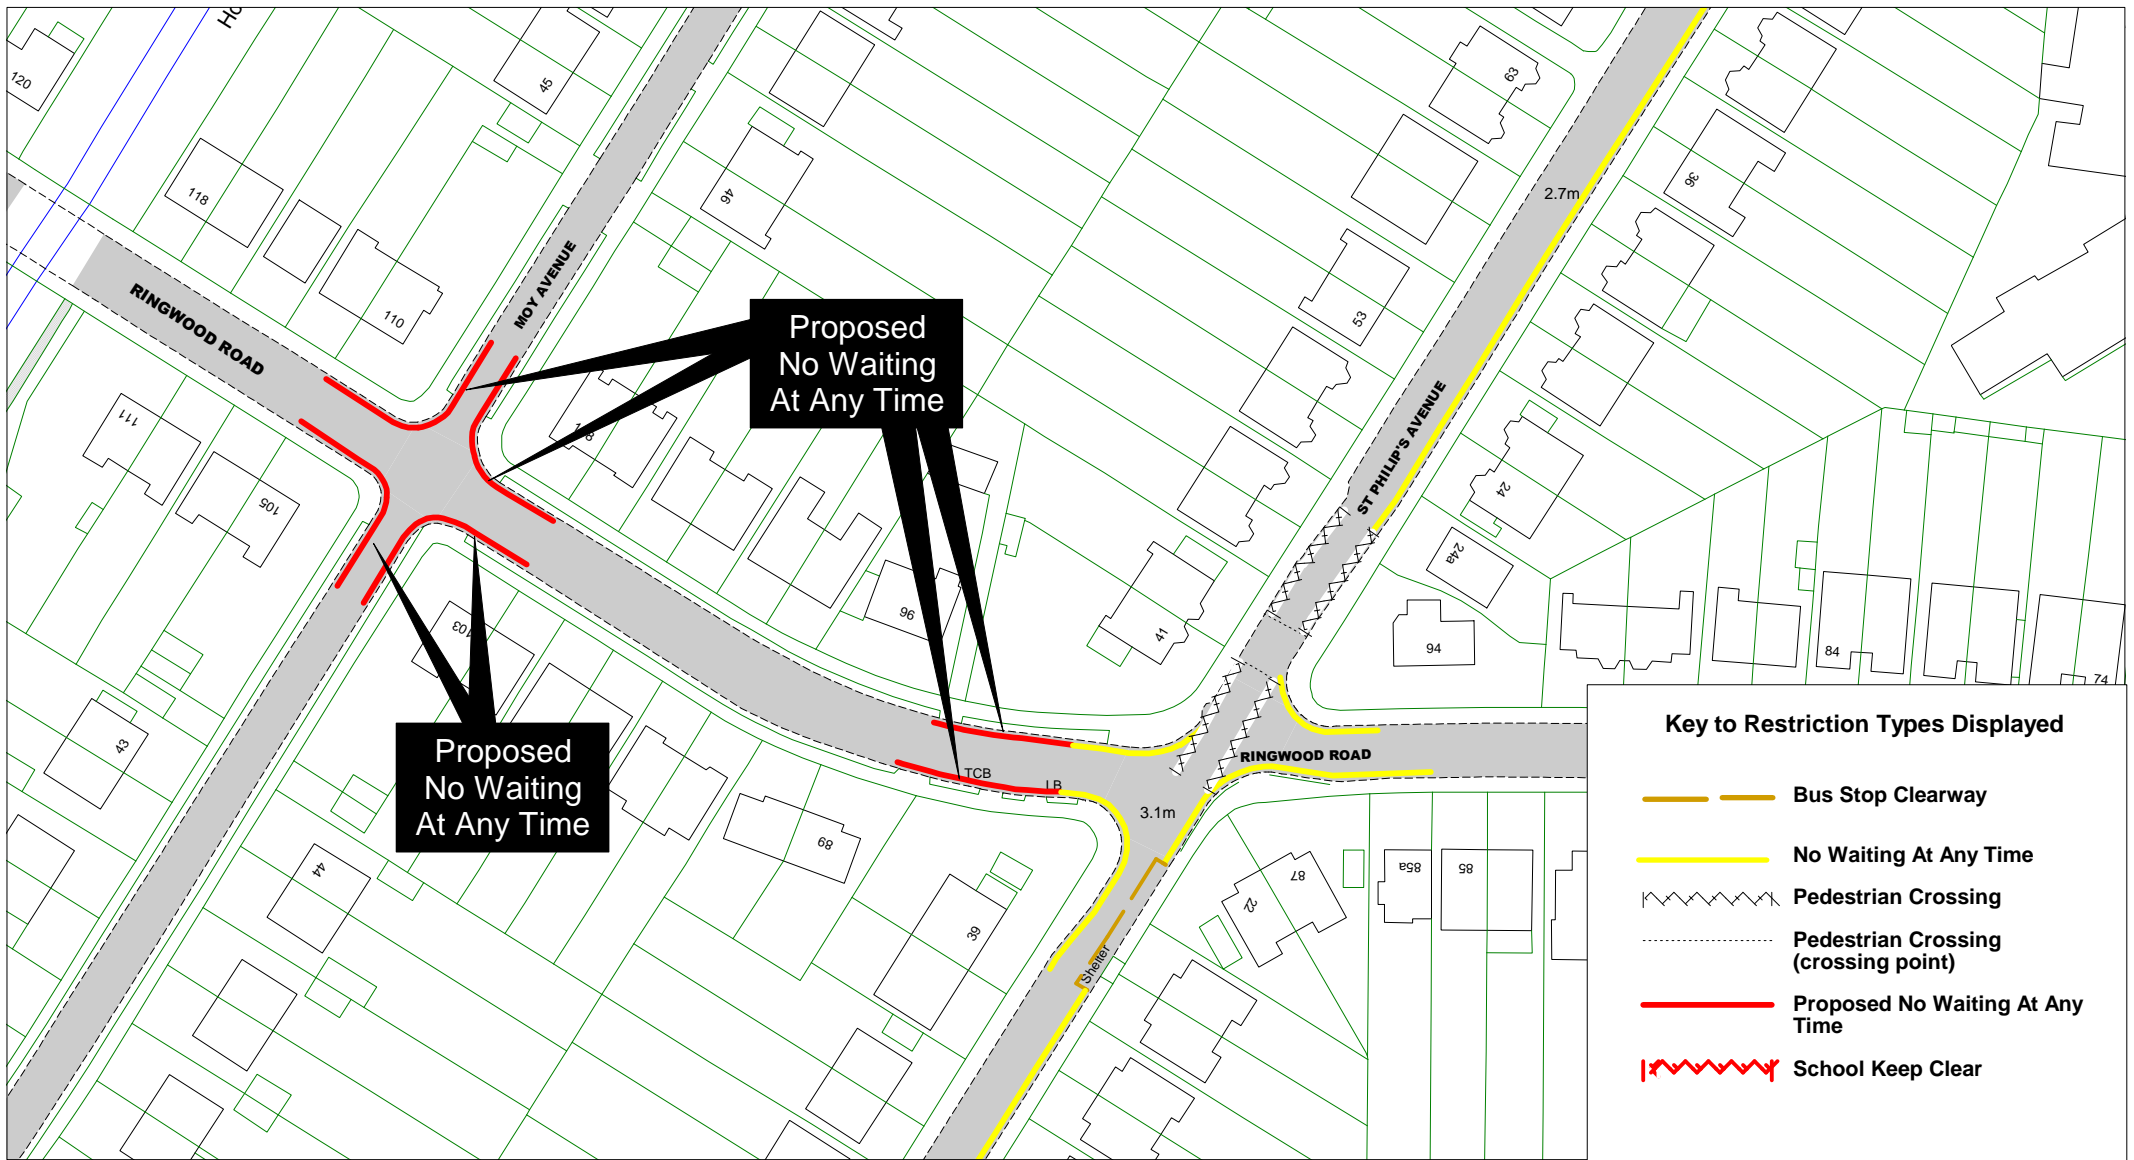 Ho
120
45
63
118
46
36
2.7m
MOY AVENUE
RINGWOOD ROAD
110
53
Proposed
No Waiting
At Any Time
ST PHILIP'S AVENUE
111
105
24
24a
96
103
41
94
84
74
43
Proposed
No Waiting
At Any Time
TCB
LB
3.1m
RINGWOOD ROAD
89
44
39
Shelter
22
87
85a
85
Key to Restriction Types Displayed
Bus Stop Clearway
No Waiting At Any Time
Pedestrian Crossing
Pedestrian Crossing
(crossing point)
Proposed No Waiting At Any
Time
School Keep Clear